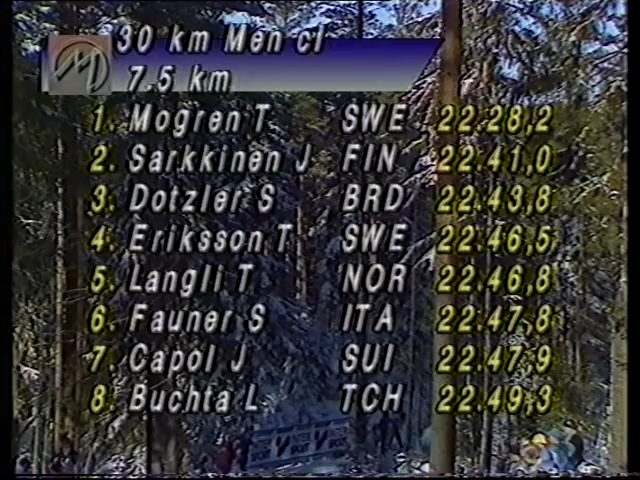 30 km Men cl
7.5 km
1. Mogren T SWE 22.28,2
2. Sarkkinen J FIN 22.41,0
3. Dotzler S BRD 22.43,8
4. Eriksson T SWE 22.46,5
5. Langli T NOR 22.46,8
6. Fauner S ITA 22.47,8
7. Capol J SUI 22.47,9
8. Buchta L TCH 22.49,3